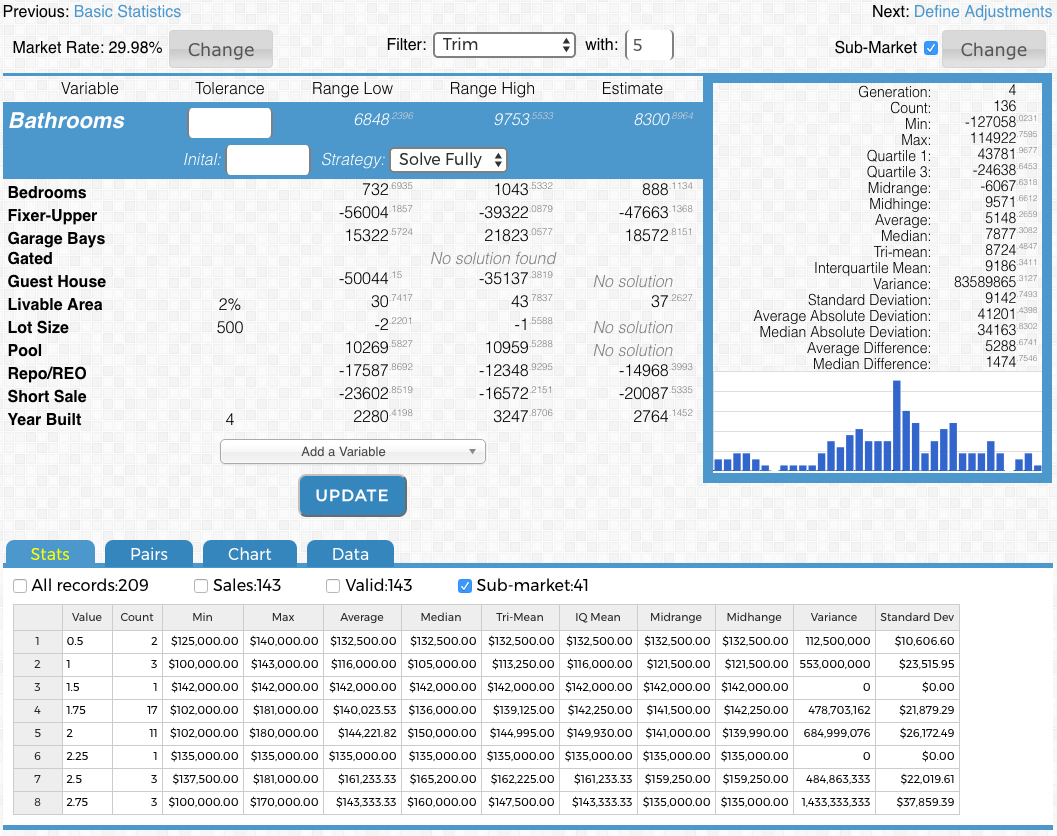 Previous: Basic Statistics
Next: Define Adjustments
Market Rate: 29.98% Change
Filter: Trim with: 5
Sub-Market Change
Variable Tolerance Range Low Range High Estimate
Bathrooms 6848.2396 9753.5533 8300.8964
Inital: Strategy: Solve Fully
Bedrooms 732.6935 1043.5332 888.1134
Fixer-Upper -56004.1857 -39322.0879 -47663.1368
Garage Bays 15322.5724 21823.0577 18572.8151
Gated No solution found
Guest House -50044.15 -35137.3819 No solution
Livable Area 2% 30.7417 43.7837 37.2627
Lot Size 500 -2.2201 -1.5588 No solution
Pool 10269.5827 10959.5288 No solution
Repo/REO -17587.8692 -12348.9295 -14968.3993
Short Sale -23602.8519 -16572.2151 -20087.5335
Year Built 4 2280.4198 3247.8706 2764.1452
Add a Variable
UPDATE
Generation: 4
Count: 136
Min: -127058.0231
Max: 114922.7595
Quartile 1: 43781.9677
Quartile 3: -24638.6453
Midrange: -6067.6318
Midhinge: 9571.6612
Average: 5148.2659
Median: 7877.3082
Tri-mean: 8724.4847
Interquartile Mean: 9186.3411
Variance: 83589865.3127
Standard Deviation: 9142.7493
Average Absolute Deviation: 41201.4398
Median Absolute Deviation: 34163.8302
Average Difference: 5288.6741
Median Difference: 1474.7546
Stats Pairs Chart Data
All records:209 Sales:143 Valid:143 Sub-market:41
Value Count Min Max Average Median Tri-Mean IQ Mean Midrange Midhange Variance Standard Dev
1 0.5 2 $125,000.00 $140,000.00 $132,500.00 $132,500.00 $132,500.00 $132,500.00 $132,500.00 $132,500.00 112,500,000 $10,606.60
2 1 3 $100,000.00 $143,000.00 $116,000.00 $105,000.00 $113,250.00 $116,000.00 $121,500.00 $121,500.00 553,000,000 $23,515.95
3 1.5 1 $142,000.00 $142,000.00 $142,000.00 $142,000.00 $142,000.00 $142,000.00 $142,000.00 $142,000.00 0 $0.00
4 1.75 17 $102,000.00 $181,000.00 $140,023.53 $136,000.00 $139,125.00 $142,250.00 $141,500.00 $142,250.00 478,703,162 $21,879.29
5 2 11 $102,000.00 $180,000.00 $144,221.82 $150,000.00 $144,995.00 $149,930.00 $141,000.00 $139,990.00 684,999,076 $26,172.49
6 2.25 1 $135,000.00 $135,000.00 $135,000.00 $135,000.00 $135,000.00 $135,000.00 $135,000.00 $135,000.00 0 $0.00
7 2.5 3 $137,500.00 $181,000.00 $161,233.33 $165,200.00 $162,225.00 $161,233.33 $159,250.00 $159,250.00 484,863,333 $22,019.61
8 2.75 3 $100,000.00 $170,000.00 $143,333.33 $160,000.00 $147,500.00 $143,333.33 $135,000.00 $135,000.00 1,433,333,333 $37,859.39